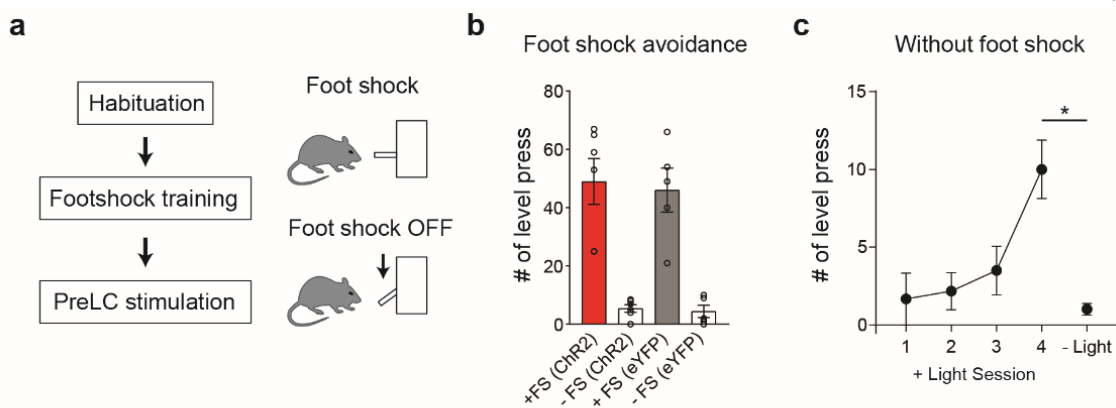 a
Habituation
Footshock training
PreLC stimulation
Foot shock
Foot shock OFF
b
Foot shock avoidance
# of level press
80
60
40
20
0
+FS (ChR2)
- FS (ChR2)
+ FS (eYFP)
- FS (eYFP)
c
Without foot shock
# of level press
15
10
5
0
*
1 2 3 4 - Light
+ Light Session